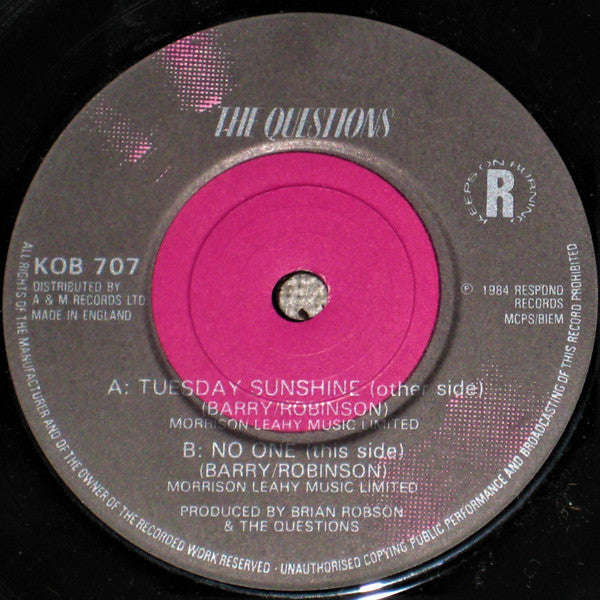 THE QUESTIONS
KEEPS ON BURNIN'
R
KOB 707
DISTRIBUTED BY
A & M RECORDS LTD
MADE IN ENGLAND
℗ 1984 RESPOND
RECORDS
MCPS/BIEM
A: TUESDAY SUNSHINE (other side)
(BARRY/ROBINSON)
MORRISON LEAHY MUSIC LIMITED
B: NO ONE (this side)
(BARRY/ROBINSON)
MORRISON LEAHY MUSIC LIMITED
PRODUCED BY BRIAN ROBSON
& THE QUESTIONS
ALL RIGHTS OF THE MANUFACTURER AND OF THE OWNER OF THE RECORDED WORK RESERVED - UNAUTHORISED COPYING PUBLIC PERFORMANCE AND BROADCASTING OF THIS RECORD PROHIBITED